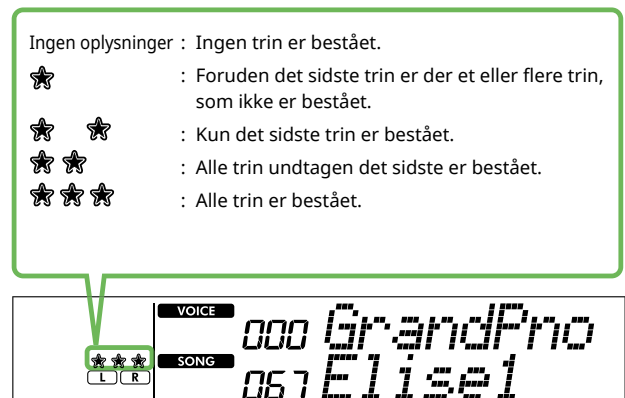 Ingen oplysninger : Ingen trin er bestået.
: Foruden det sidste trin er der et eller flere trin,
som ikke er bestået.
: Kun det sidste trin er bestået.
: Alle trin undtagen det sidste er bestået.
: Alle trin er bestået.
VOICE 000 GrandPno
SONG 067 Elise1
L R